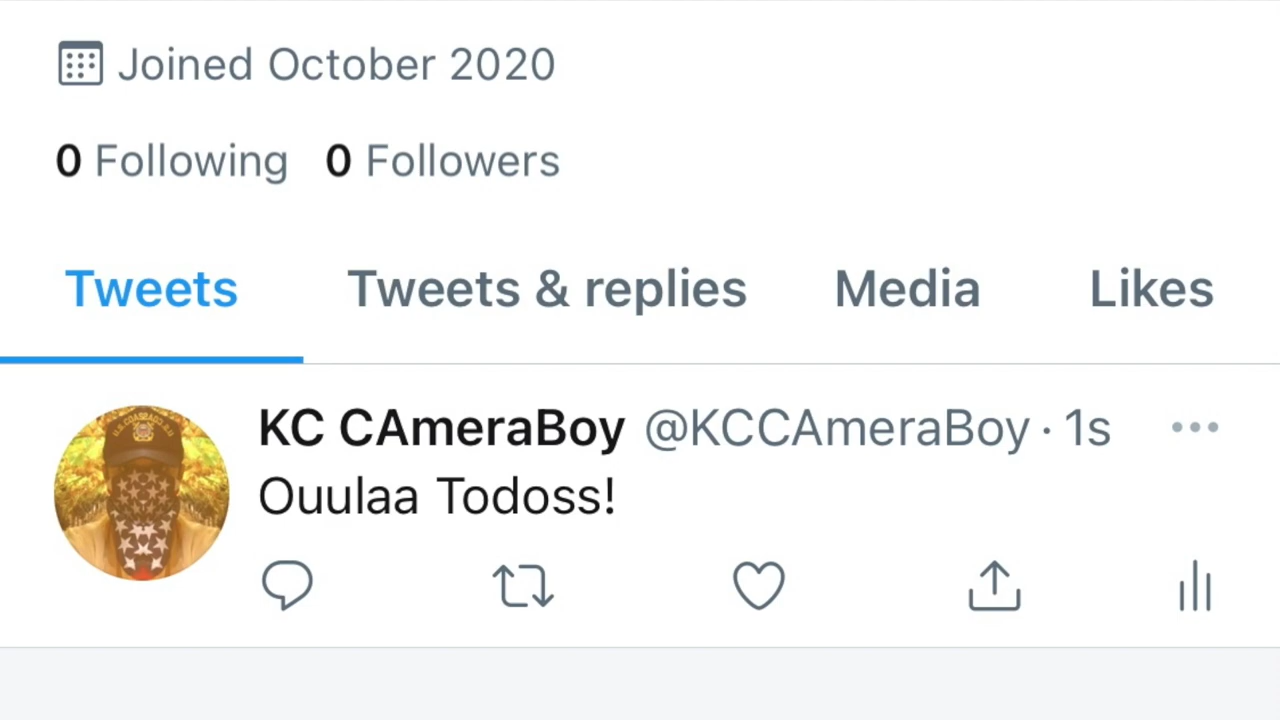 Joined October 2020
0 Following 0 Followers
Tweets Tweets & replies Media Likes
KC CAmeraBoy @KCCAmeraBoy · 1s
Ouulaa Todoss!